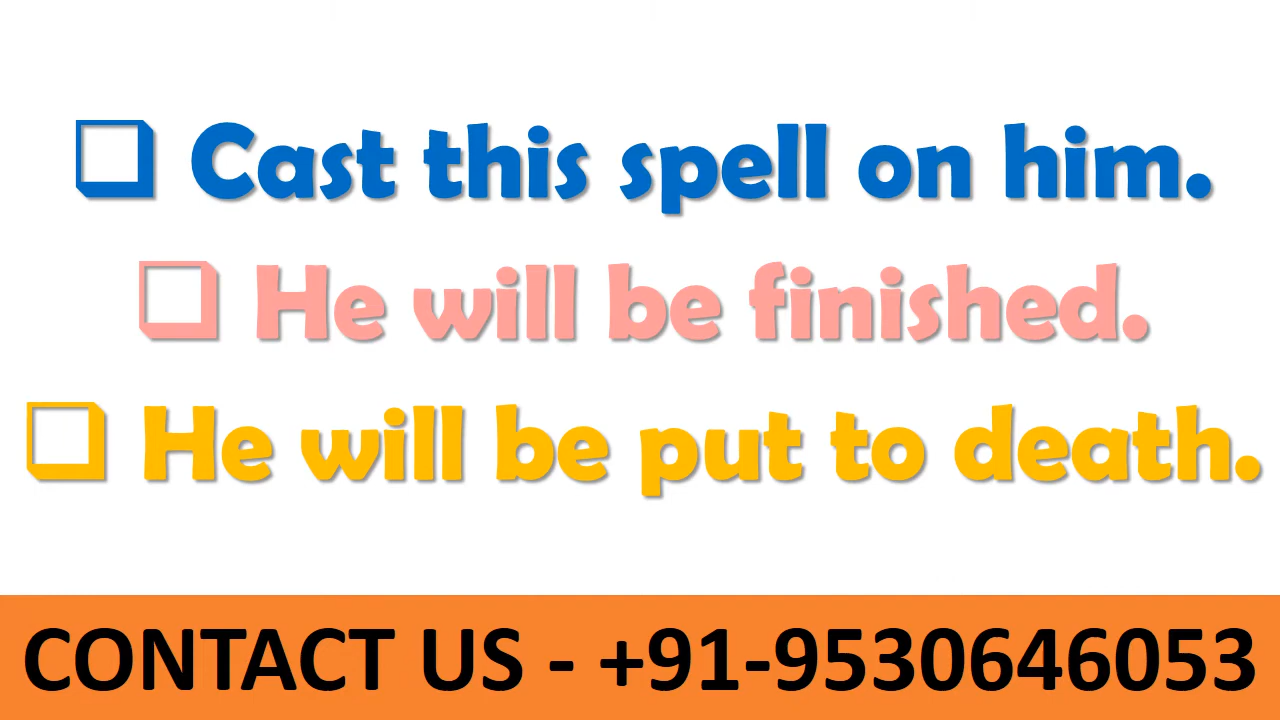 ❑ Cast this spell on him.
❑ He will be finished.
❑ He will be put to death.
CONTACT US - +91-9530646053